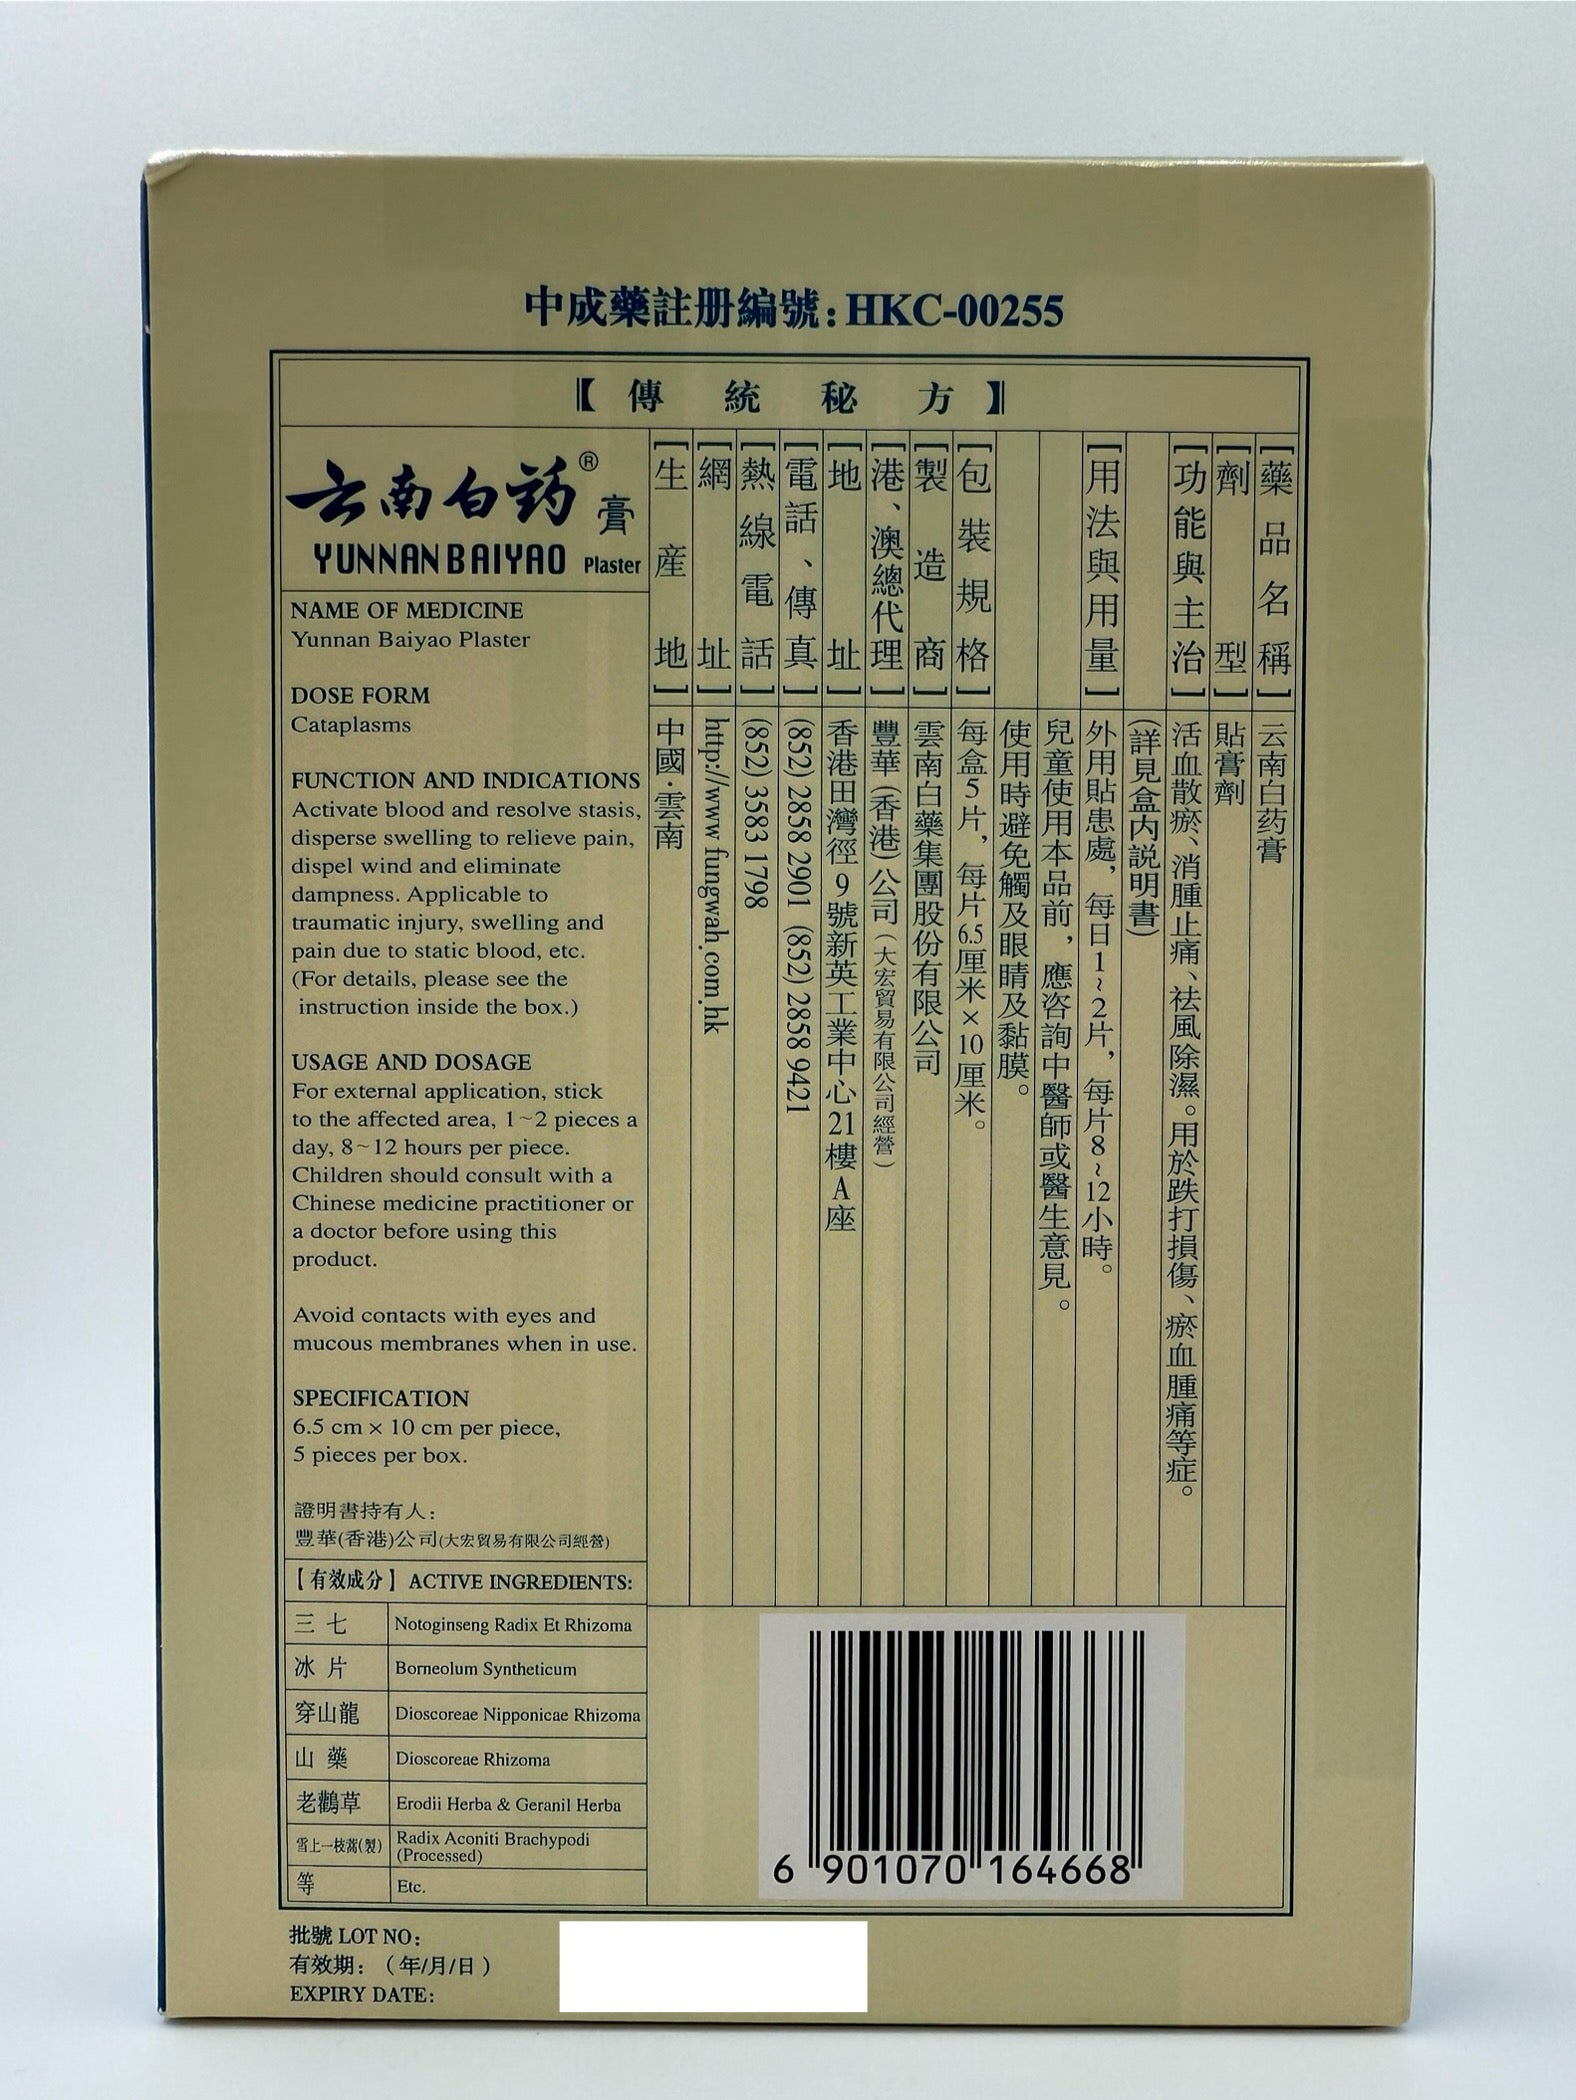 中成藥註册編號：HKC-00255
【傳統秘方】
云南白药® 膏
YUNNAN BAIYAO Plaster
NAME OF MEDICINE
Yunnan Baiyao Plaster
DOSE FORM
Cataplasms
FUNCTION AND INDICATIONS
Activate blood and resolve stasis,
disperse swelling to relieve pain,
dispel wind and eliminate
dampness. Applicable to
traumatic injury, swelling and
pain due to static blood, etc.
(For details, please see the
instruction inside the box.)
USAGE AND DOSAGE
For external application, stick
to the affected area, 1~2 pieces a
day, 8~12 hours per piece.
Children should consult with a
Chinese medicine practitioner or
a doctor before using this
product.
Avoid contacts with eyes and
mucous membranes when in use.
SPECIFICATION
6.5 cm × 10 cm per piece,
5 pieces per box.
證明書持有人：
豐華(香港)公司(大宏貿易有限公司經營)
【有效成分】ACTIVE INGREDIENTS:
三七 Notoginseng Radix Et Rhizoma
冰片 Borneolum Syntheticum
穿山龍 Dioscoreae Nipponicae Rhizoma
山藥 Dioscoreae Rhizoma
老鸛草 Erodii Herba & Geranil Herba
雪上一枝蒿(製) Radix Aconiti Brachypodi
(Processed)
等 Etc.
[藥品名稱] 云南白药膏
[劑型] 貼膏劑
[功能與主治] 活血散瘀、消腫止痛、祛風除濕。用於跌打損傷、瘀血腫痛等症。
(詳見盒内説明書)
[用法與用量] 外用貼患處，每日1~2片，每片8~12小時。
兒童使用本品前，應咨詢中醫師或醫生意見。
使用時避免觸及眼睛及黏膜。
[包裝規格] 每盒5片，每片6.5厘米×10厘米。
[製造商] 雲南白藥集團股份有限公司
[港、澳總代理] 豐華(香港)公司(大宏貿易有限公司經營)
[地址] 香港田灣徑9號新英工業中心21樓A座
[電話、傳真] (852) 2858 2901 (852) 2858 9421
[熱線電話] (852) 3583 1798
[網址] http://www.fungwah.com.hk
[生産地] 中國·雲南
6 901070 164668
批號 LOT NO:
有效期：（年/月/日）
EXPIRY DATE: